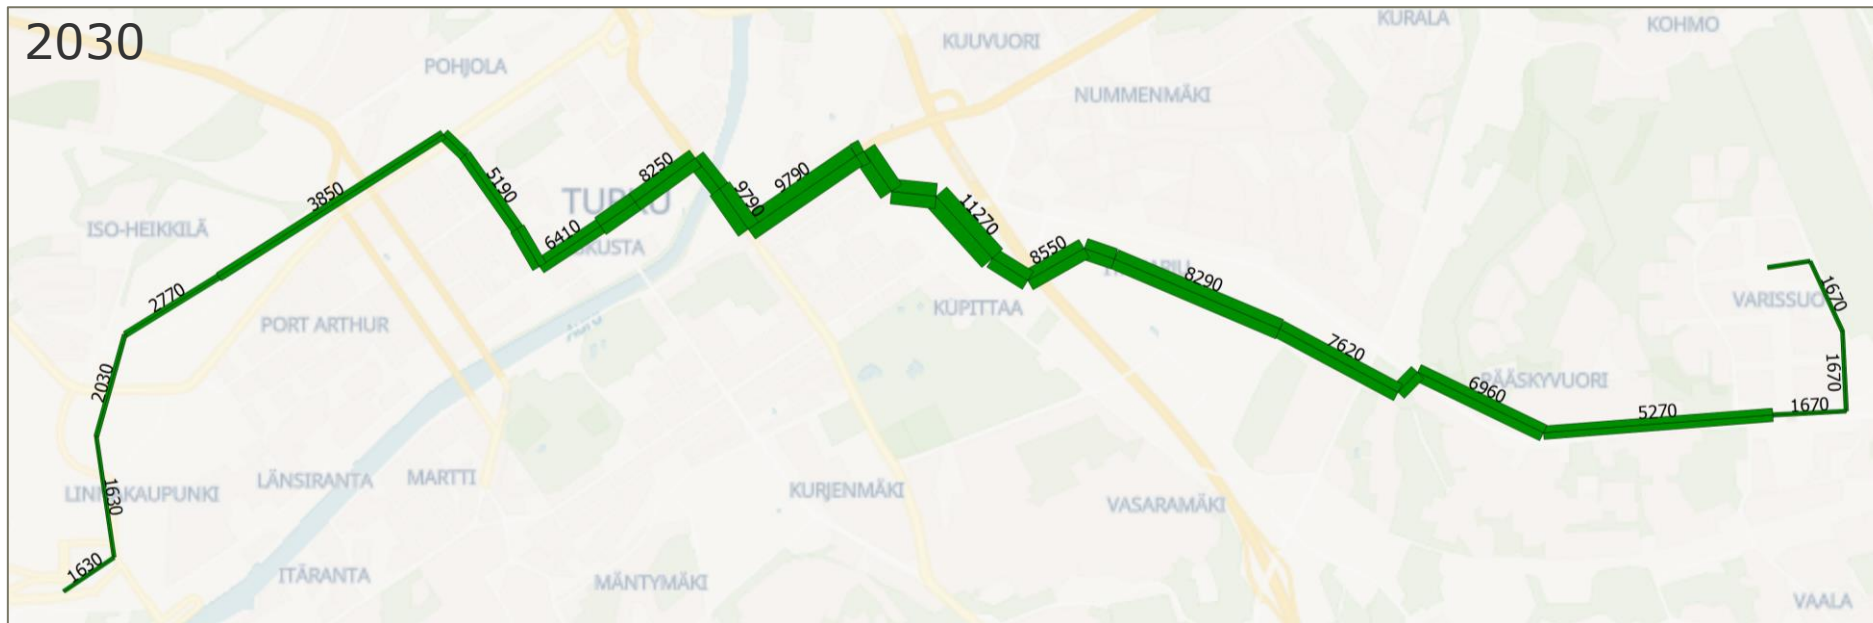 2030
KURALA
KOHMO
KUUVUORI
POHJOLA
NUMMENMÄKI
3850
5190
8250
9790
9790
TURKU
11270
ISO-HEIKKILÄ
6410
8550
8290
2770
KUPITTAA
PORT ARTHUR
VARISSUO
1670
7620
2030
1670
6960
PÄÄSKYVUORI
5270
1670
1630
LÄNSIRANTA
MARTTI
KURJENMÄKI
VASARAMÄKI
1630
ITÄRANTA
MÄNTYMÄKI
VAALA